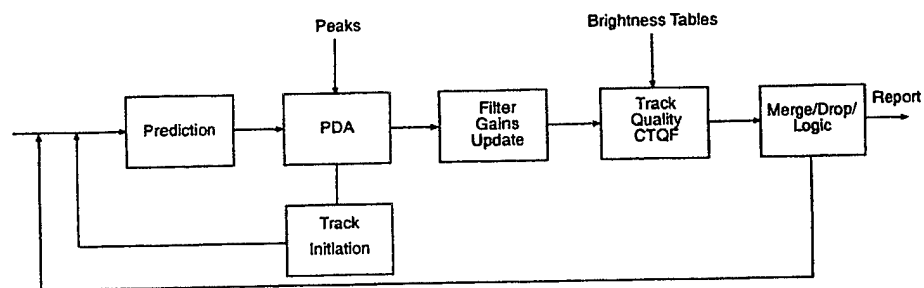 Peaks
Brightness Tables
Prediction
PDA
Filter
Gains
Update
Track
Quality
CTQF
Merge/Drop/
Logic
Report
Track
Initiation